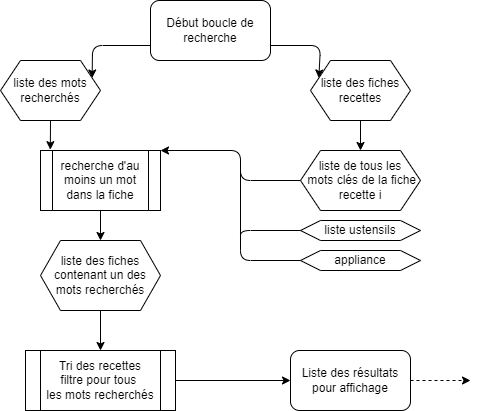 Début boucle de
recherche
liste des mots
recherchés
liste des fiches
recettes
recherche d'au
moins un mot
dans la fiche
liste de tous les
mots clés de la fiche
recette i
liste ustensils
appliance
liste des fiches
contenant un des
mots recherchés
Tri des recettes
filtre pour tous
les mots recherchés
Liste des résultats
pour affichage